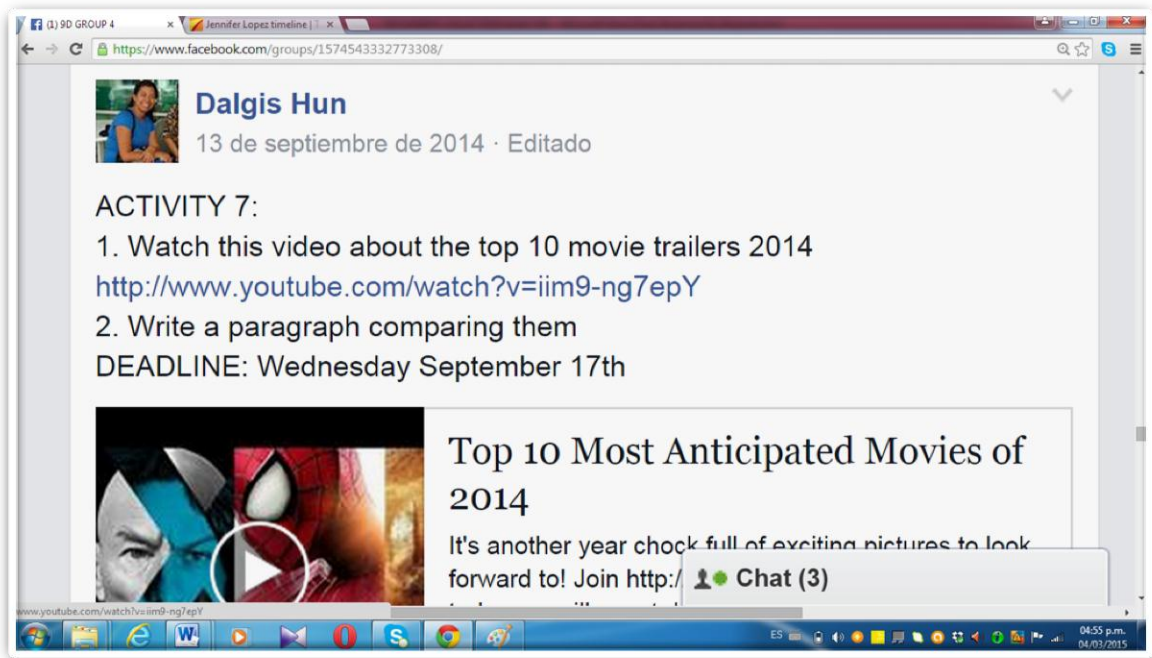 (1) 9D GROUP 4
Jennifer Lopez timeline | T
https://www.facebook.com/groups/1574543332773308/
Dalgis Hun
13 de septiembre de 2014 · Editado
ACTIVITY 7:
1. Watch this video about the top 10 movie trailers 2014
http://www.youtube.com/watch?v=iim9-ng7epY
2. Write a paragraph comparing them
DEADLINE: Wednesday September 17th
Top 10 Most Anticipated Movies of
2014
It's another year chock full of exciting pictures to look
forward to! Join http:/
Chat (3)
www.youtube.com/watch?v=iim9-ng7epY
ES
04:55 p.m.
04/03/2015